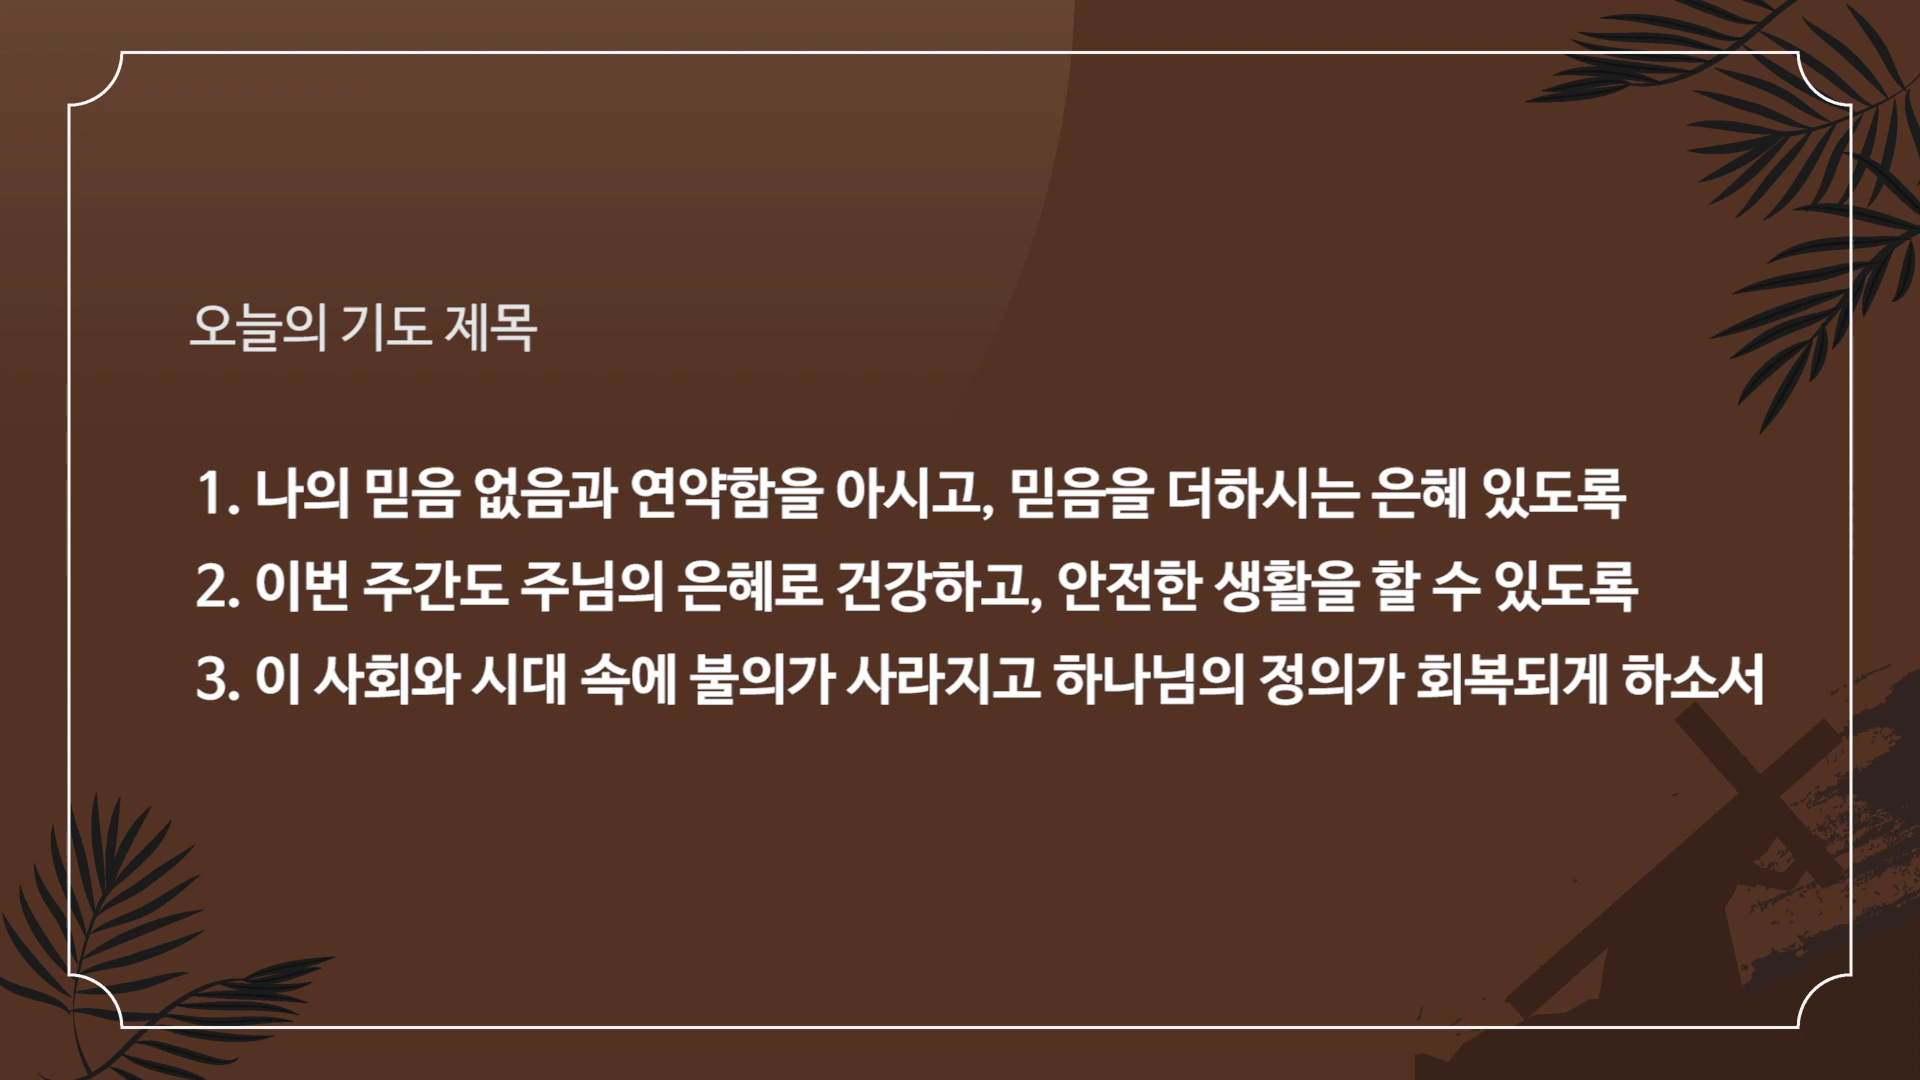 오늘의 기도 제목
1. 나의 믿음 없음과 연약함을 아시고, 믿음을 더하시는 은혜 있도록
2. 이번 주간도 주님의 은혜로 건강하고, 안전한 생활을 할 수 있도록
3. 이 사회와 시대 속에 불의가 사라지고 하나님의 정의가 회복되게 하소서